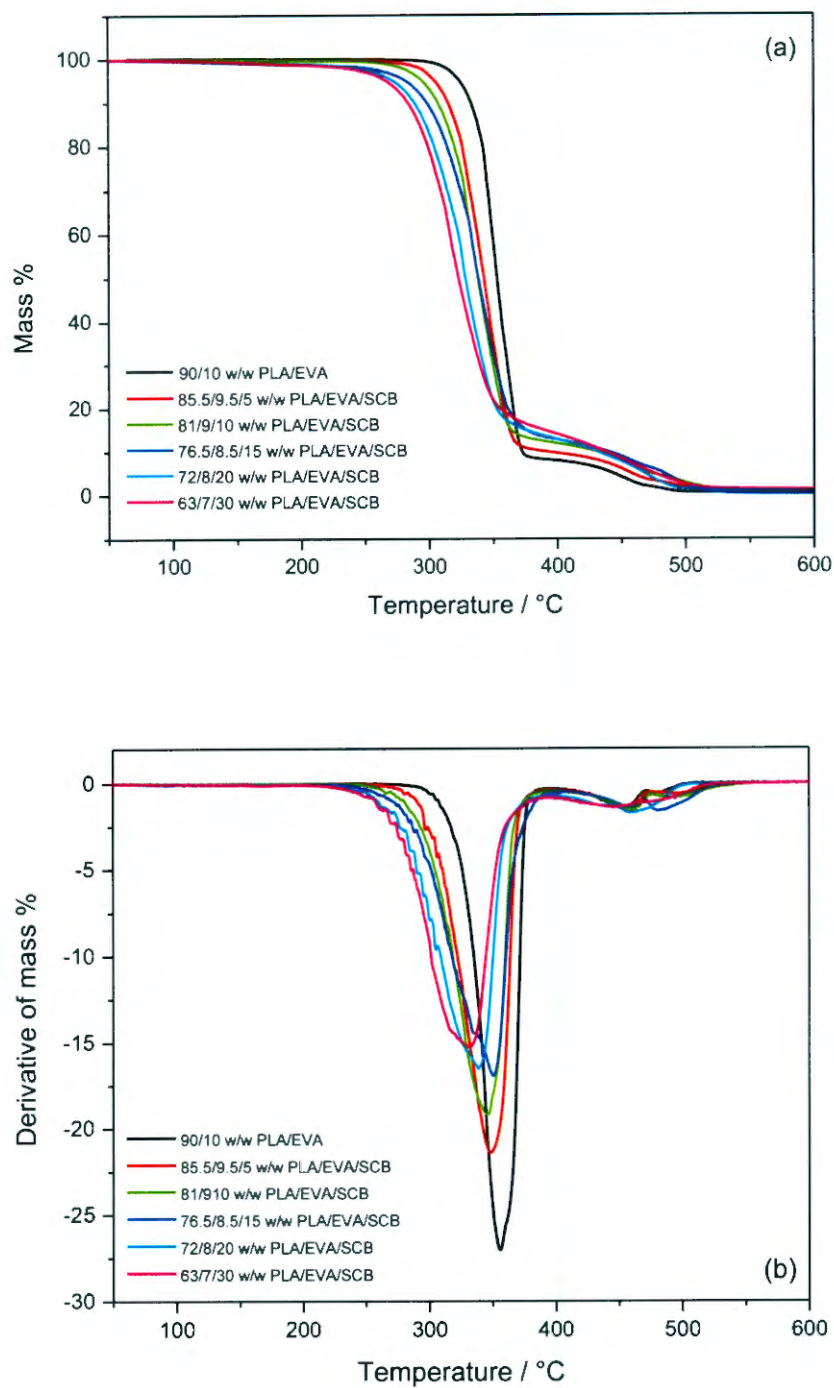 (a)
100
80
60
40
20
0
Mass %
90/10 w/w PLA/EVA
85.5/9.5/5 w/w PLA/EVA/SCB
81/9/10 w/w PLA/EVA/SCB
76.5/8.5/15 w/w PLA/EVA/SCB
72/8/20 w/w PLA/EVA/SCB
63/7/30 w/w PLA/EVA/SCB
100 200 300 400 500 600
Temperature / °C
0
-5
-10
-15
-20
-25
-30
Derivative of mass %
90/10 w/w PLA/EVA
85.5/9.5/5 w/w PLA/EVA/SCB
81/910 w/w PLA/EVA/SCB
76.5/8.5/15 w/w PLA/EVA/SCB
72/8/20 w/w PLA/EVA/SCB
63/7/30 w/w PLA/EVA/SCB
(b)
100 200 300 400 500 600
Temperature / °C